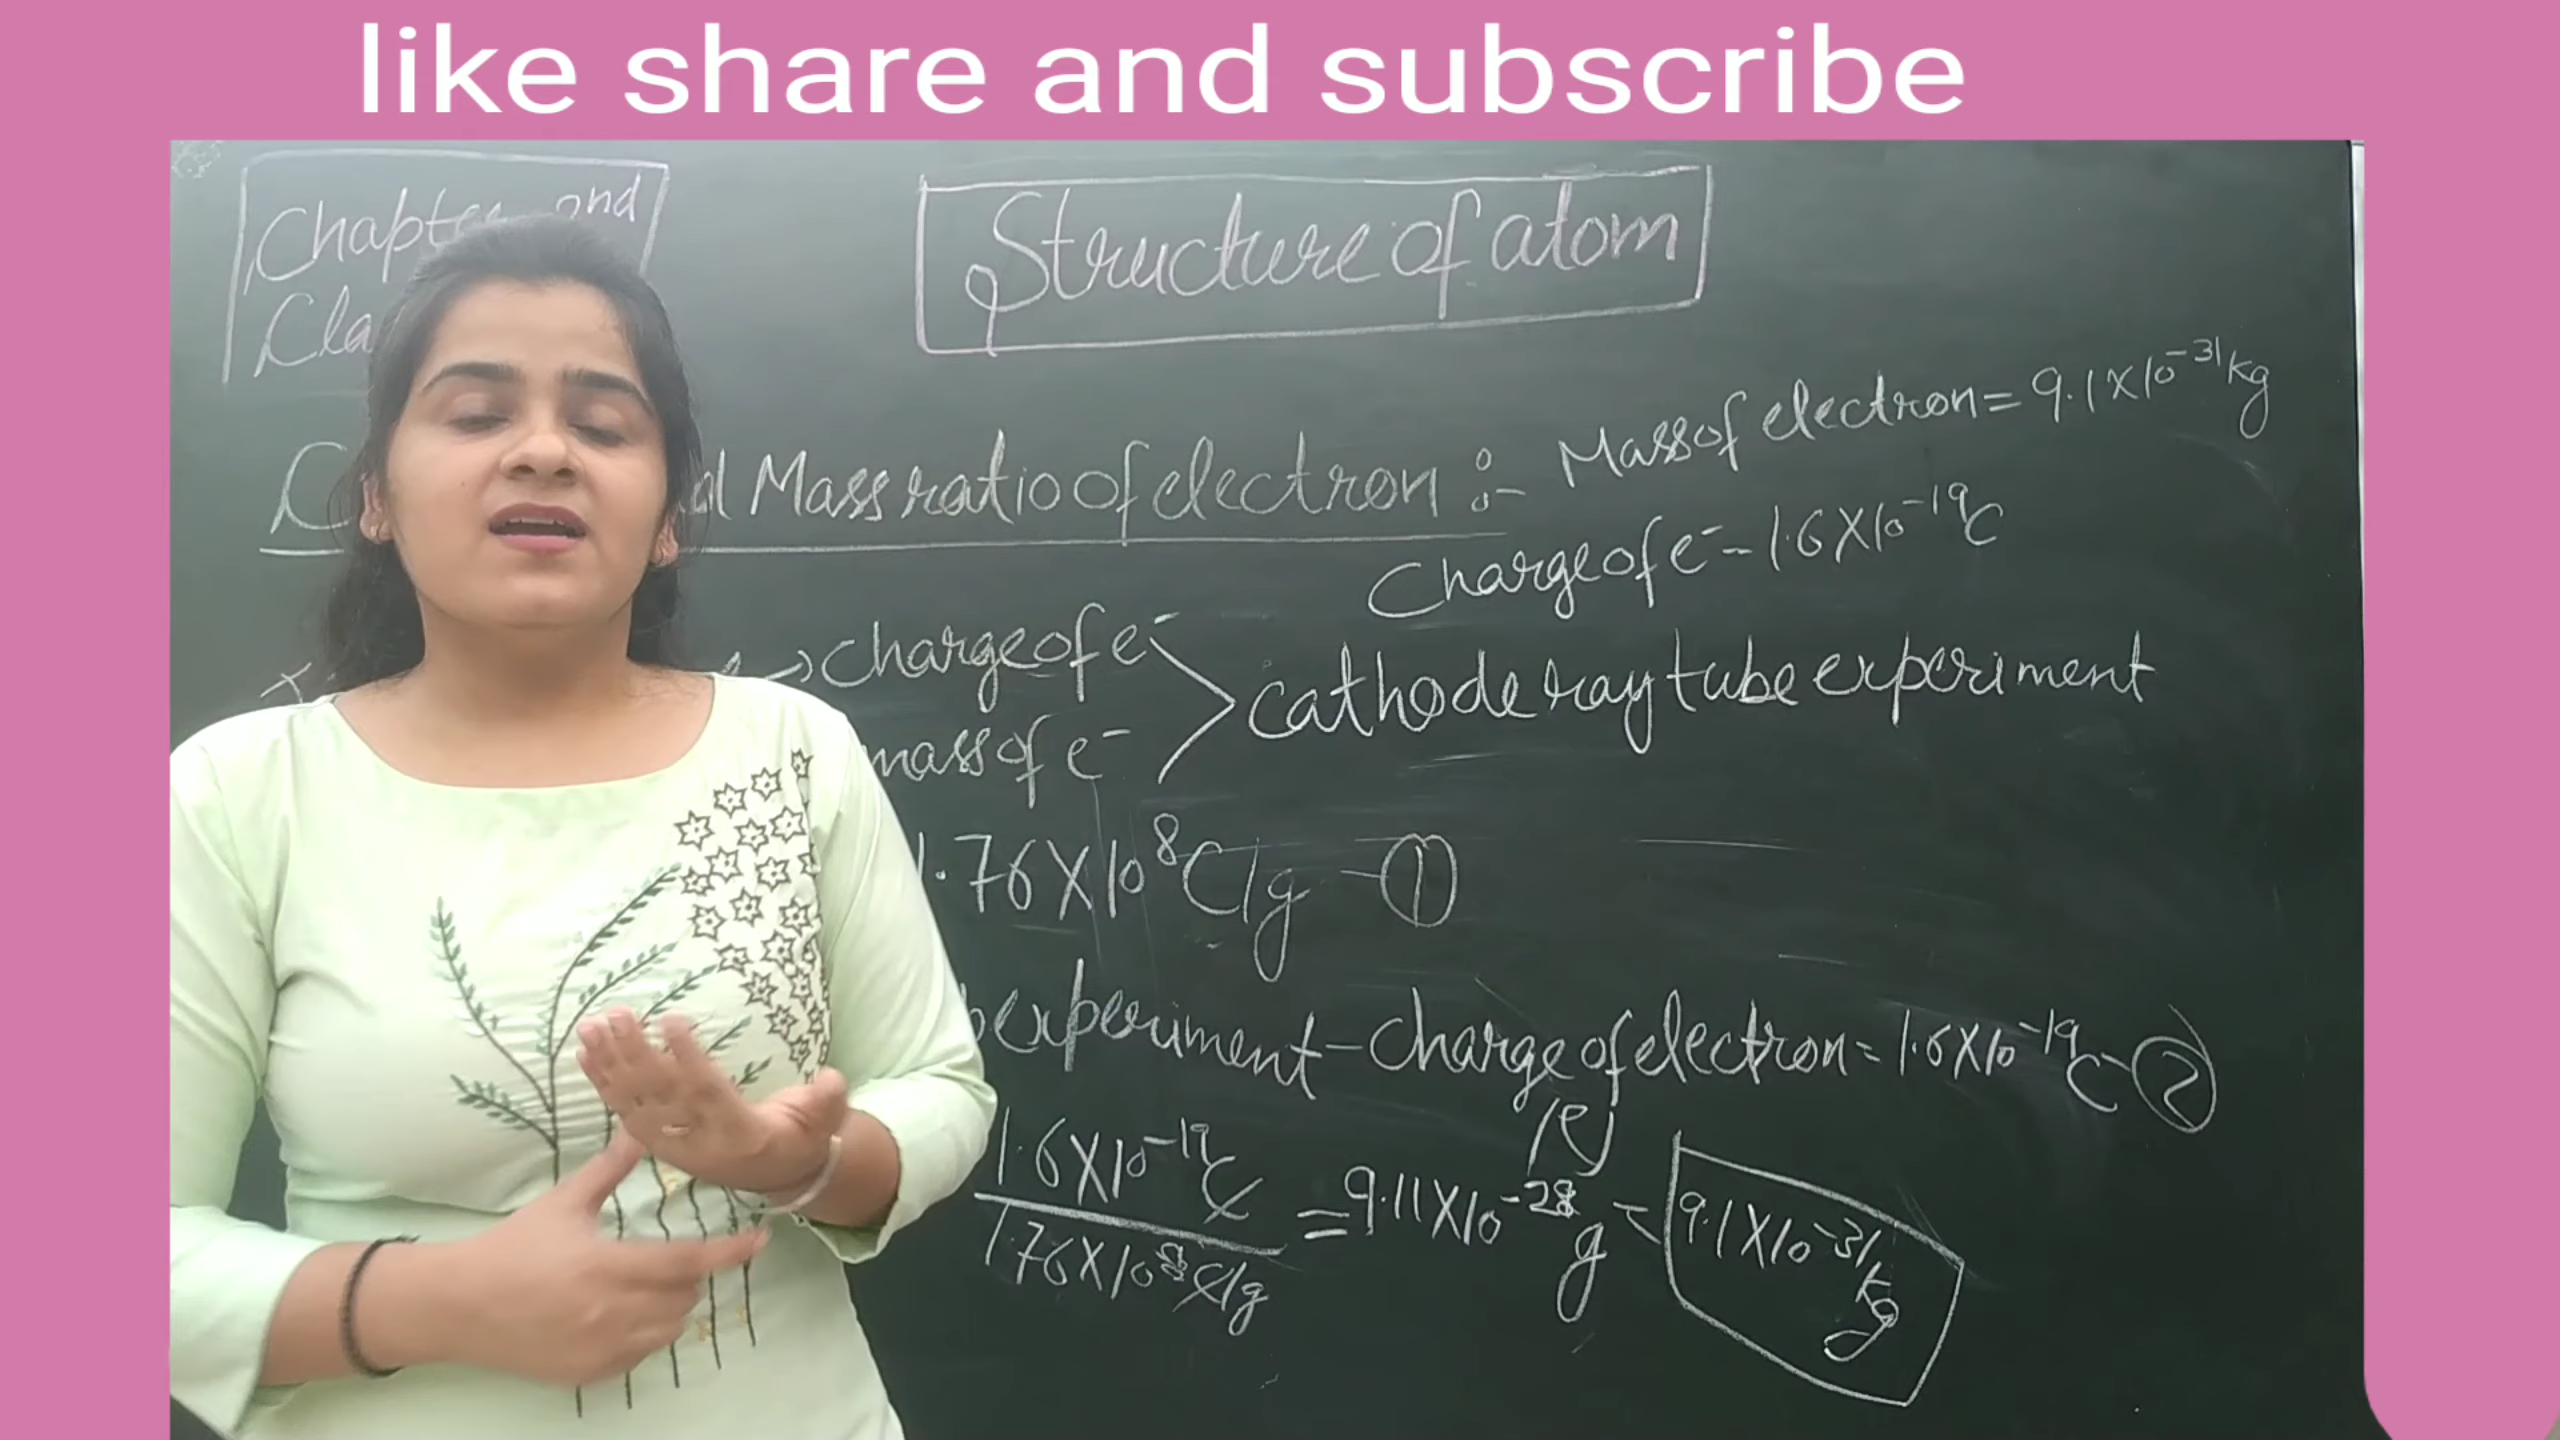 like share and subscribe
2nd
Structure of atom
Mass ratio of electron :-
Mass of electron = 9.1 X 10⁻³¹ kg
Charge of e⁻ - 1.6 X 10⁻¹⁹ C
→ charge of e⁻
mass of e⁻
cathode ray tube experiment
1.76 X 10⁸ C/g - ①
experiment - Charge of electron = 1.6 X 10⁻¹⁹ C - ②
1.6 X 10⁻¹⁹ C
1.76 X 10⁸ C/g
= 9.11 X 10⁻²⁸ g = 9.1 X 10⁻³¹ kg